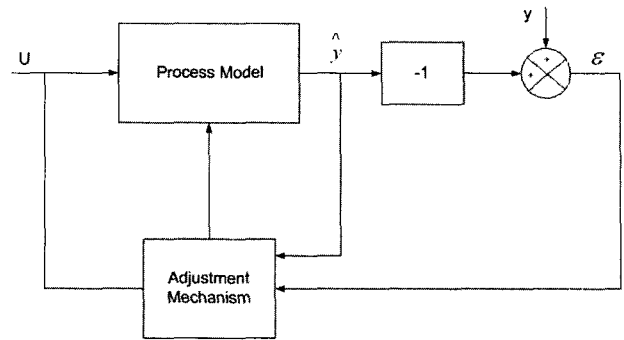 U
Process Model
ŷ
-1
y
+
+
ε
Adjustment
Mechanism